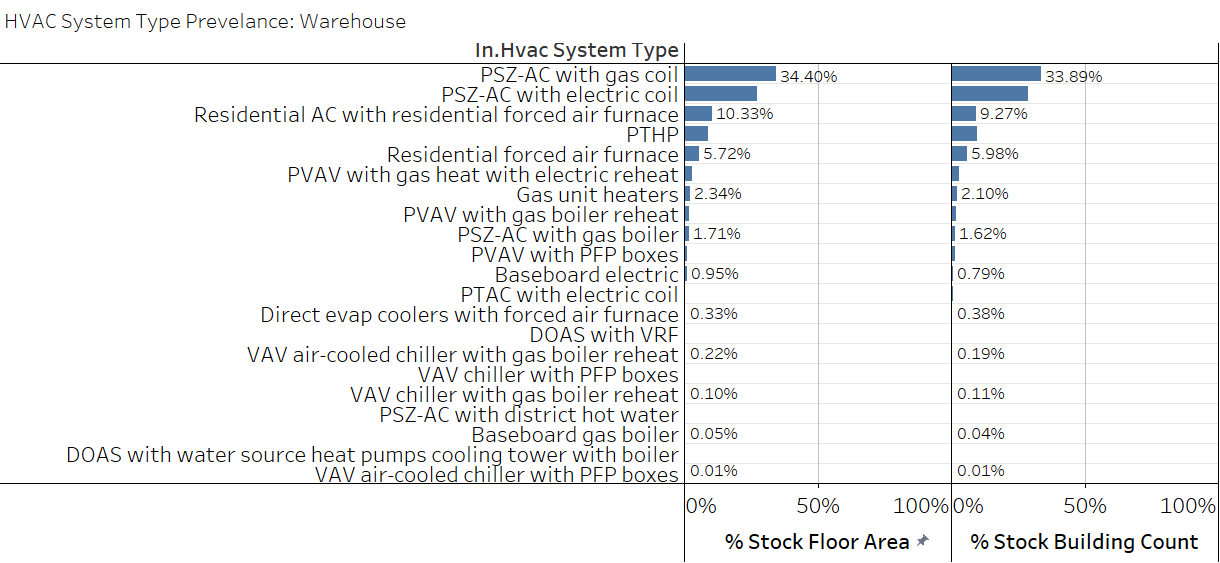 HVAC System Type Prevelance: Warehouse
In.Hvac System Type
PSZ-AC with gas coil 34.40% 33.89%
PSZ-AC with electric coil
Residential AC with residential forced air furnace 10.33% 9.27%
PTHP
Residential forced air furnace 5.72% 5.98%
PVAV with gas heat with electric reheat
Gas unit heaters 2.34% 2.10%
PVAV with gas boiler reheat
PSZ-AC with gas boiler 1.71% 1.62%
PVAV with PFP boxes
Baseboard electric 0.95% 0.79%
PTAC with electric coil
Direct evap coolers with forced air furnace 0.33% 0.38%
DOAS with VRF
VAV air-cooled chiller with gas boiler reheat 0.22% 0.19%
VAV chiller with PFP boxes
VAV chiller with gas boiler reheat 0.10% 0.11%
PSZ-AC with district hot water
Baseboard gas boiler 0.05% 0.04%
DOAS with water source heat pumps cooling tower with boiler
VAV air-cooled chiller with PFP boxes 0.01% 0.01%
0% 50% 100% 0% 50% 100%
% Stock Floor Area % Stock Building Count